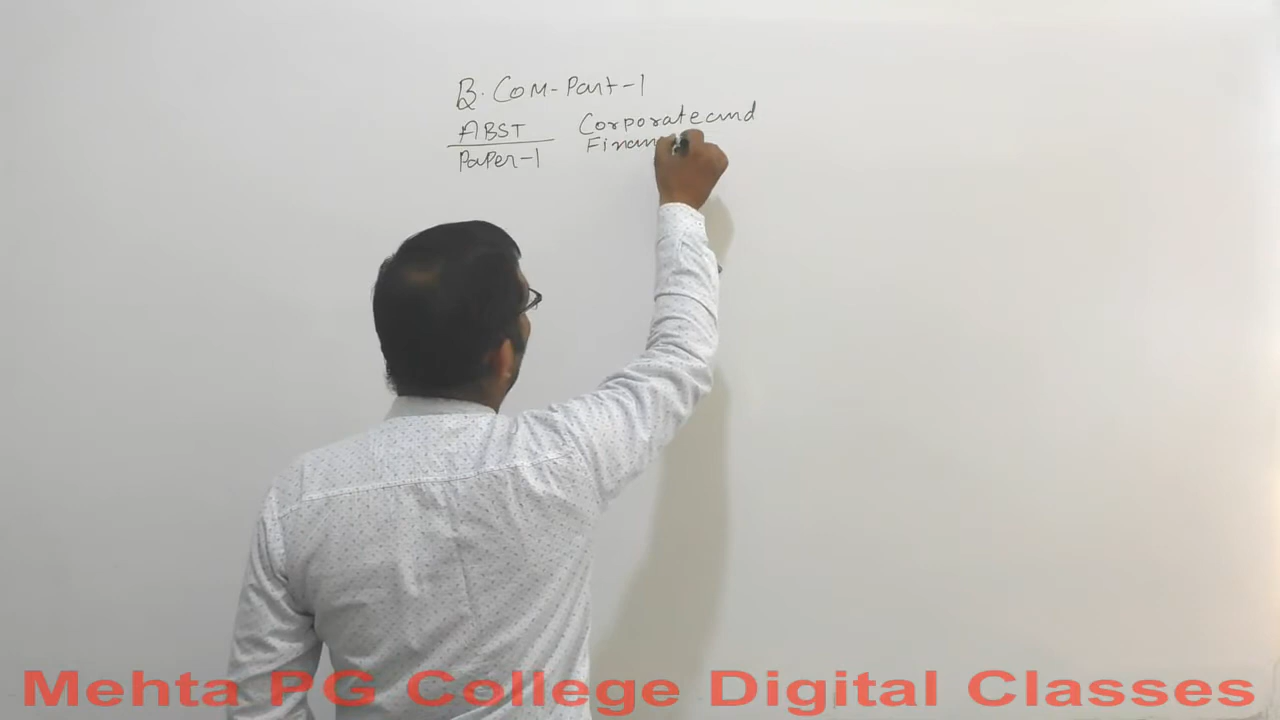 B. Com-Part-1
ABST Corporate and
Paper-1
Mehta PG College Digital Classes